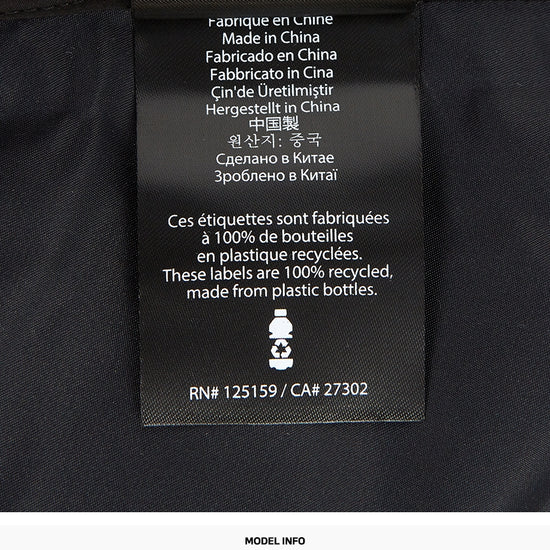 Fabriqué en Chine
Made in China
Fabricado en China
Fabbricato in Cina
Çin'de Üretilmiştir
Hergestellt in China
中国製
원산지: 중국
Сделано в Китае
Зроблено в Китаї
Ces étiquettes sont fabriquées
à 100% de bouteilles
en plastique recyclées.
These labels are 100% recycled,
made from plastic bottles.
RN# 125159 / CA# 27302
MODEL INFO